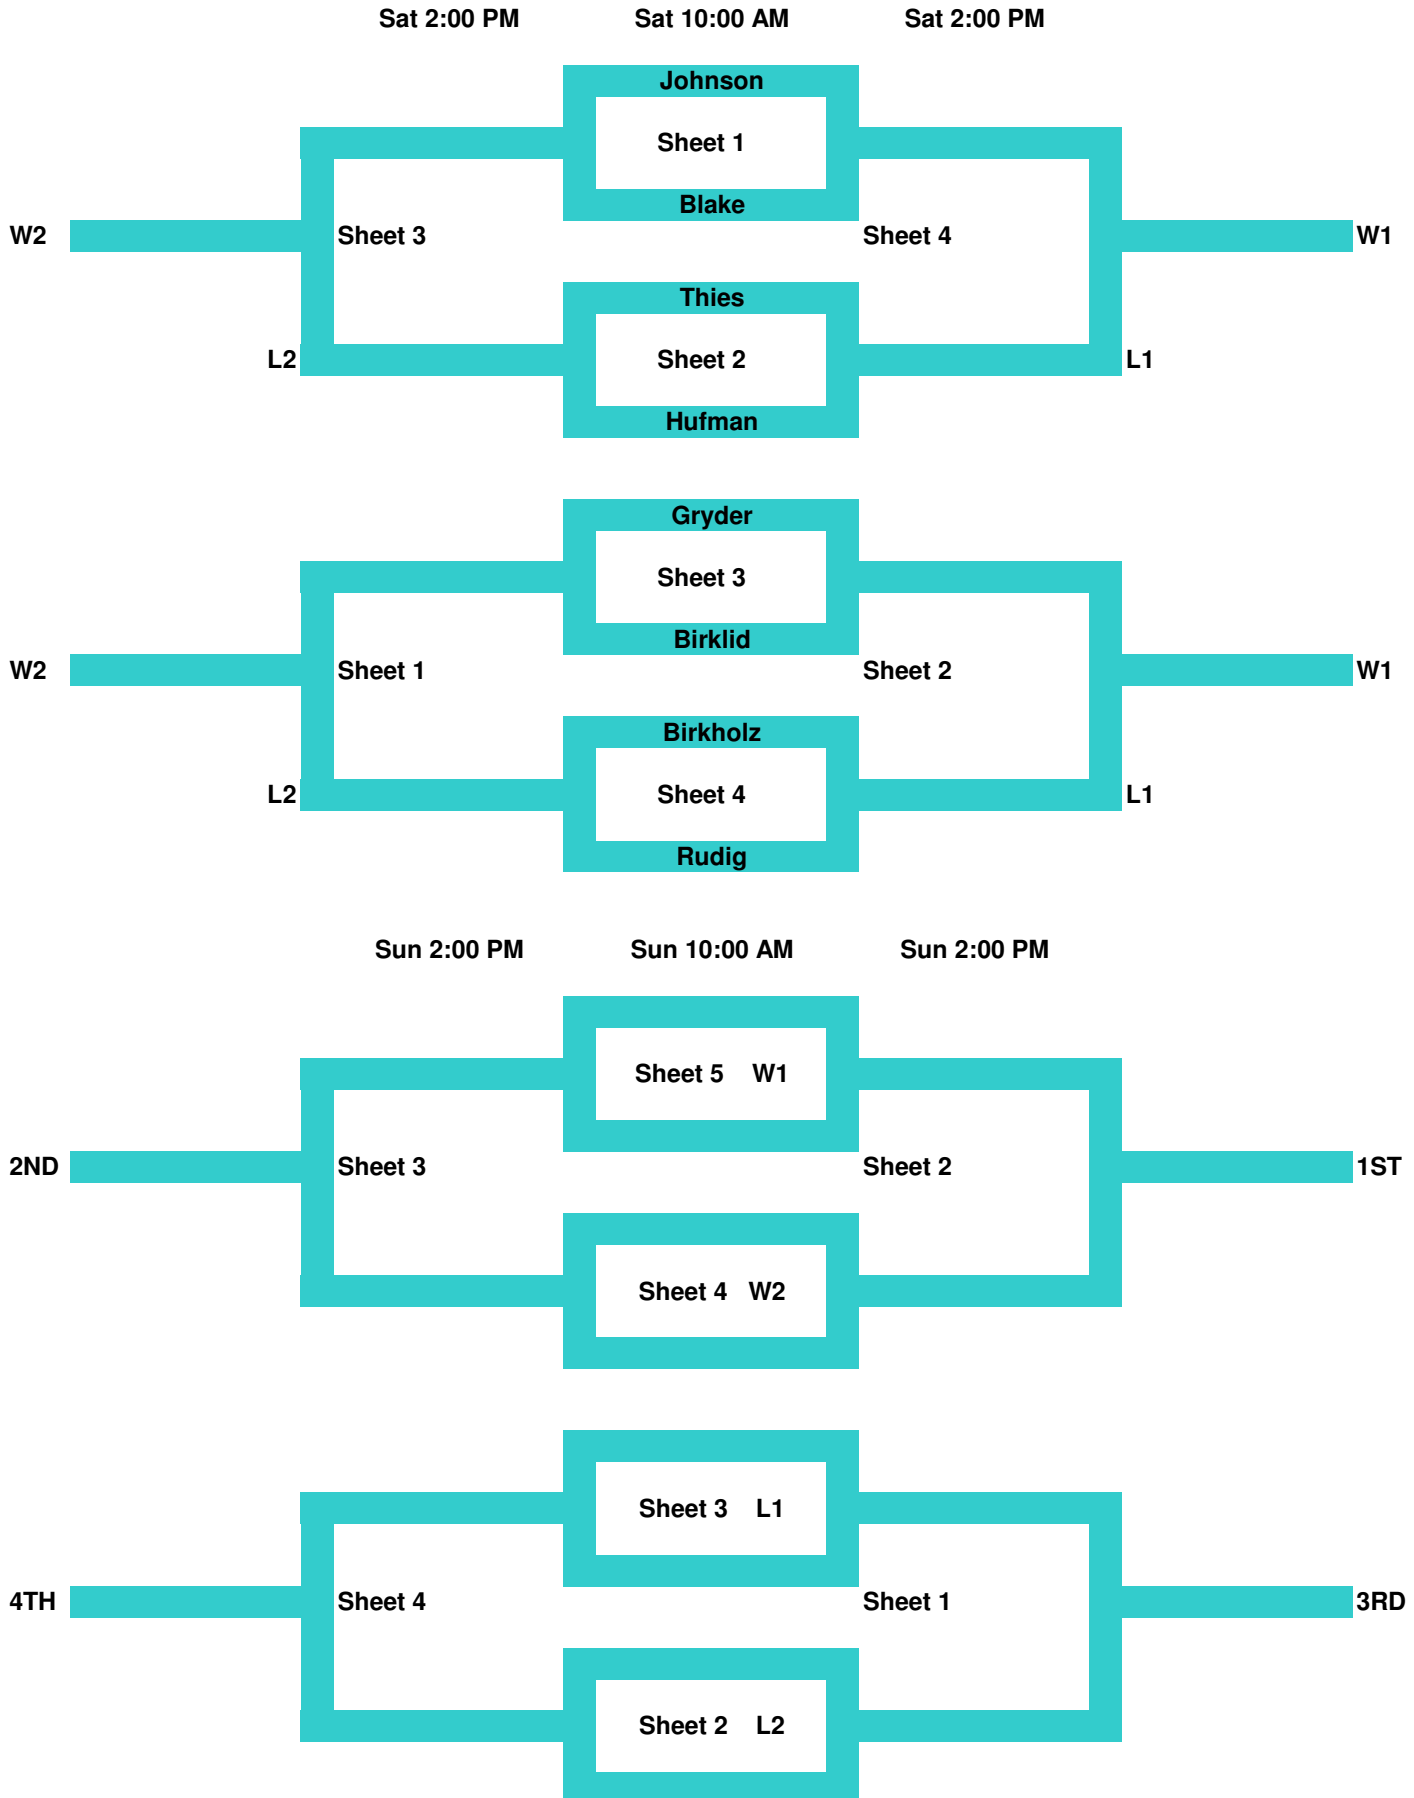 Sat 2:00 PM Sat 10:00 AM Sat 2:00 PM
Johnson
Sheet 1
Blake
W2 Sheet 3 Sheet 4 W1
Thies
L2 Sheet 2 L1
Hufman
Gryder
Sheet 3
Birklid
W2 Sheet 1 Sheet 2 W1
Birkholz
L2 Sheet 4 L1
Rudig
Sun 2:00 PM Sun 10:00 AM Sun 2:00 PM
Sheet 5 W1
2ND Sheet 3 Sheet 2 1ST
Sheet 4 W2
Sheet 3 L1
4TH Sheet 4 Sheet 1 3RD
Sheet 2 L2